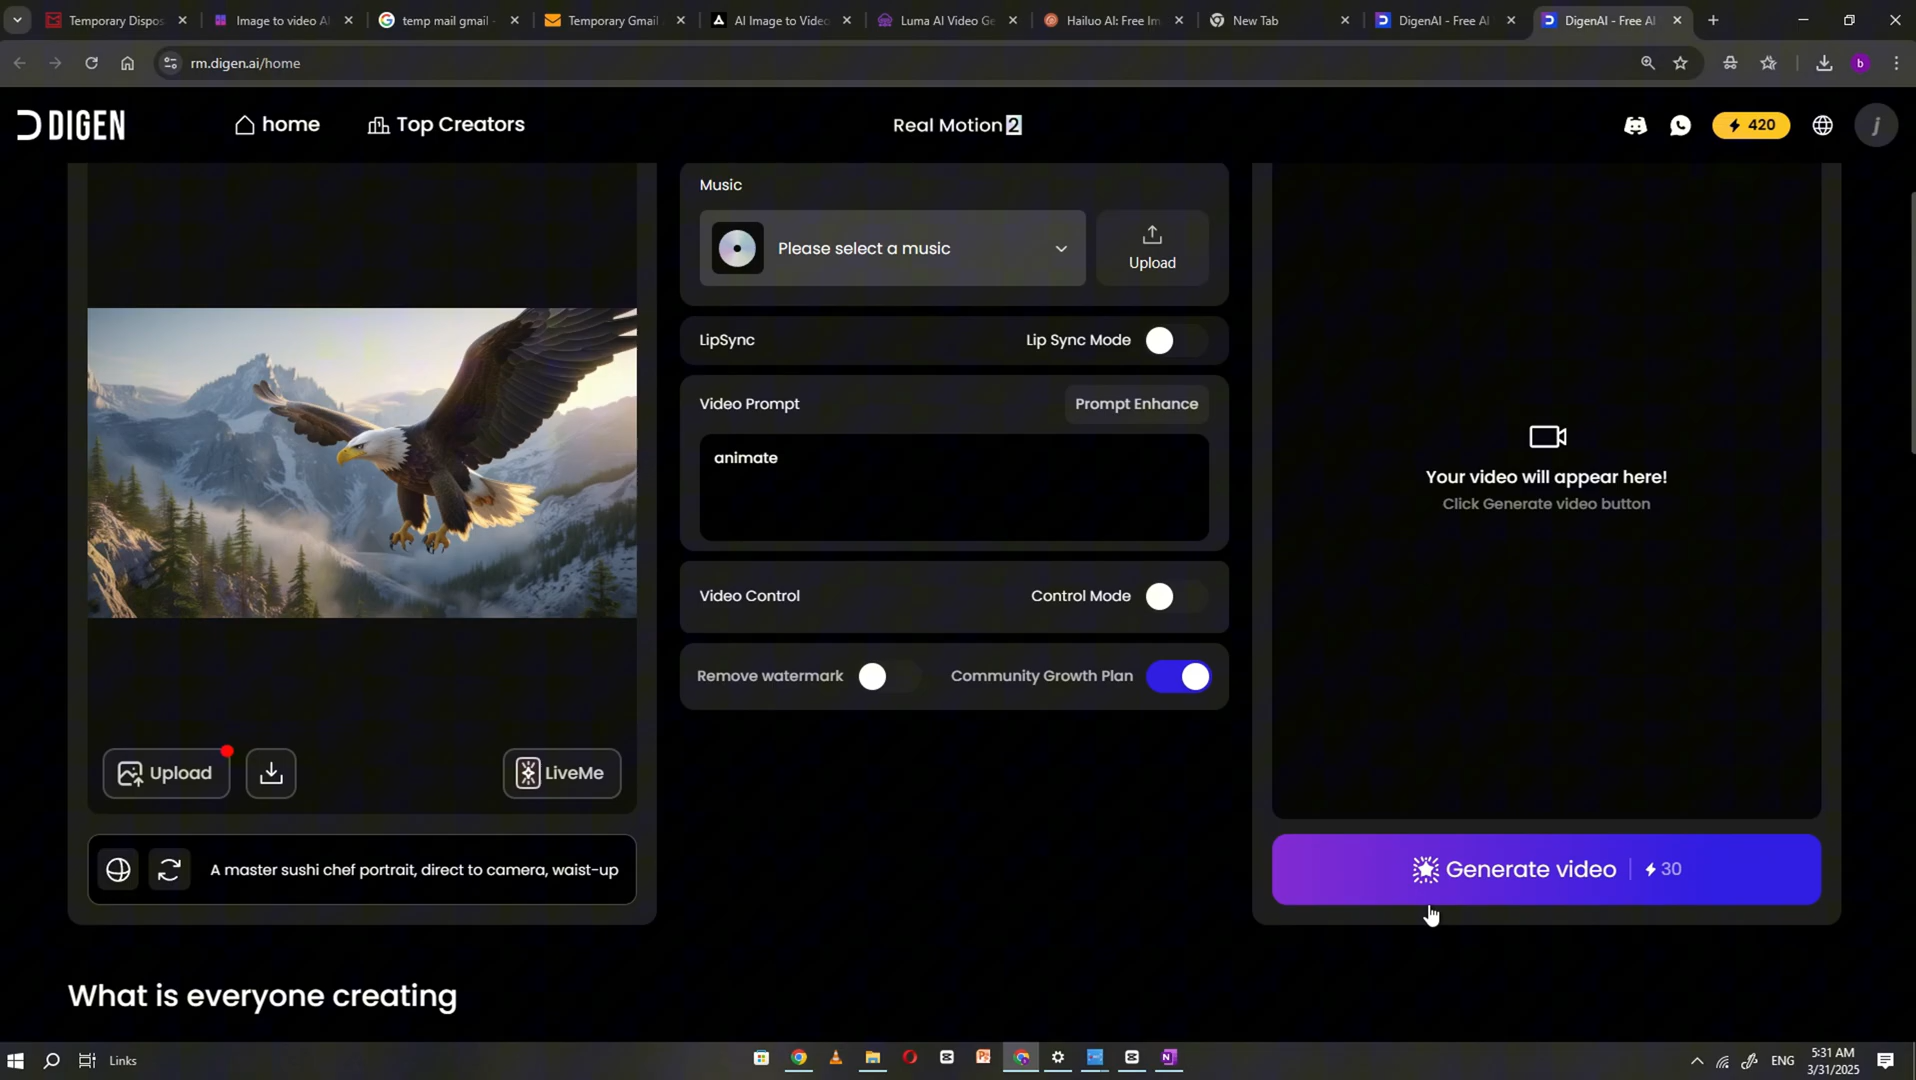 Temporary Dispos
Image to video AI
temp mail gmail -
Temporary Gmail
AI Image to Video
Luma AI Video Ge
Hailuo AI: Free Im
New Tab
DigenAI - Free AI
DigenAI - Free AI
rm.digen.ai/home
b
DIGEN
home
Top Creators
Real Motion 2
420
j
Music
Please select a music
Upload
LipSync
Lip Sync Mode
Video Prompt
Prompt Enhance
animate
Video Control
Control Mode
Remove watermark
Community Growth Plan
Upload
LiveMe
A master sushi chef portrait, direct to camera, waist-up
Your video will appear here!
Click Generate video button
Generate video | 30
What is everyone creating
Links
ENG
5:31 AM
3/31/2025